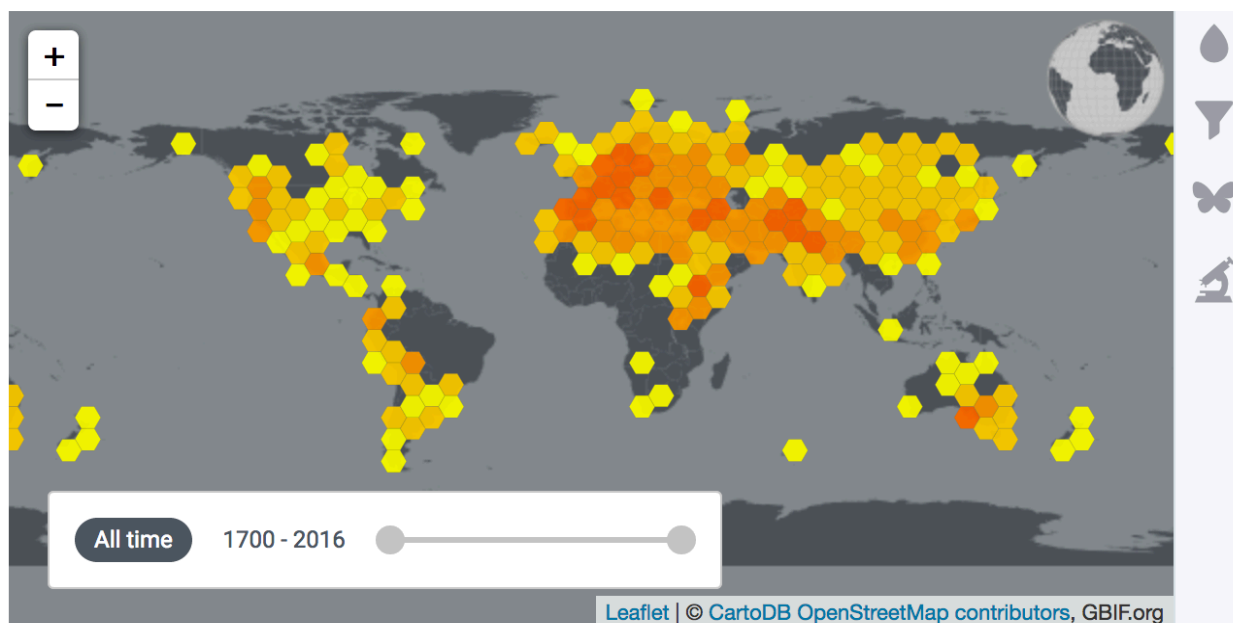 +
−
All time 1700 - 2016
Leaflet | © CartoDB OpenStreetMap contributors, GBIF.org